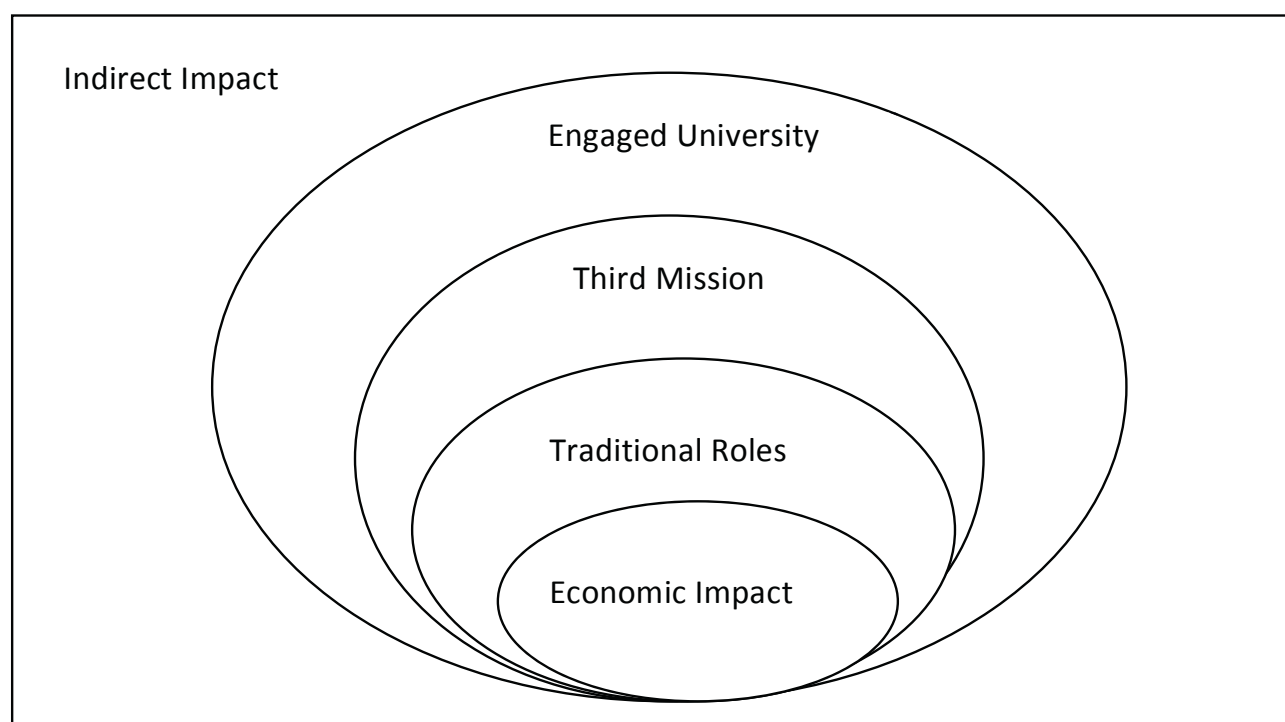 Indirect Impact
Engaged University
Third Mission
Traditional Roles
Economic Impact